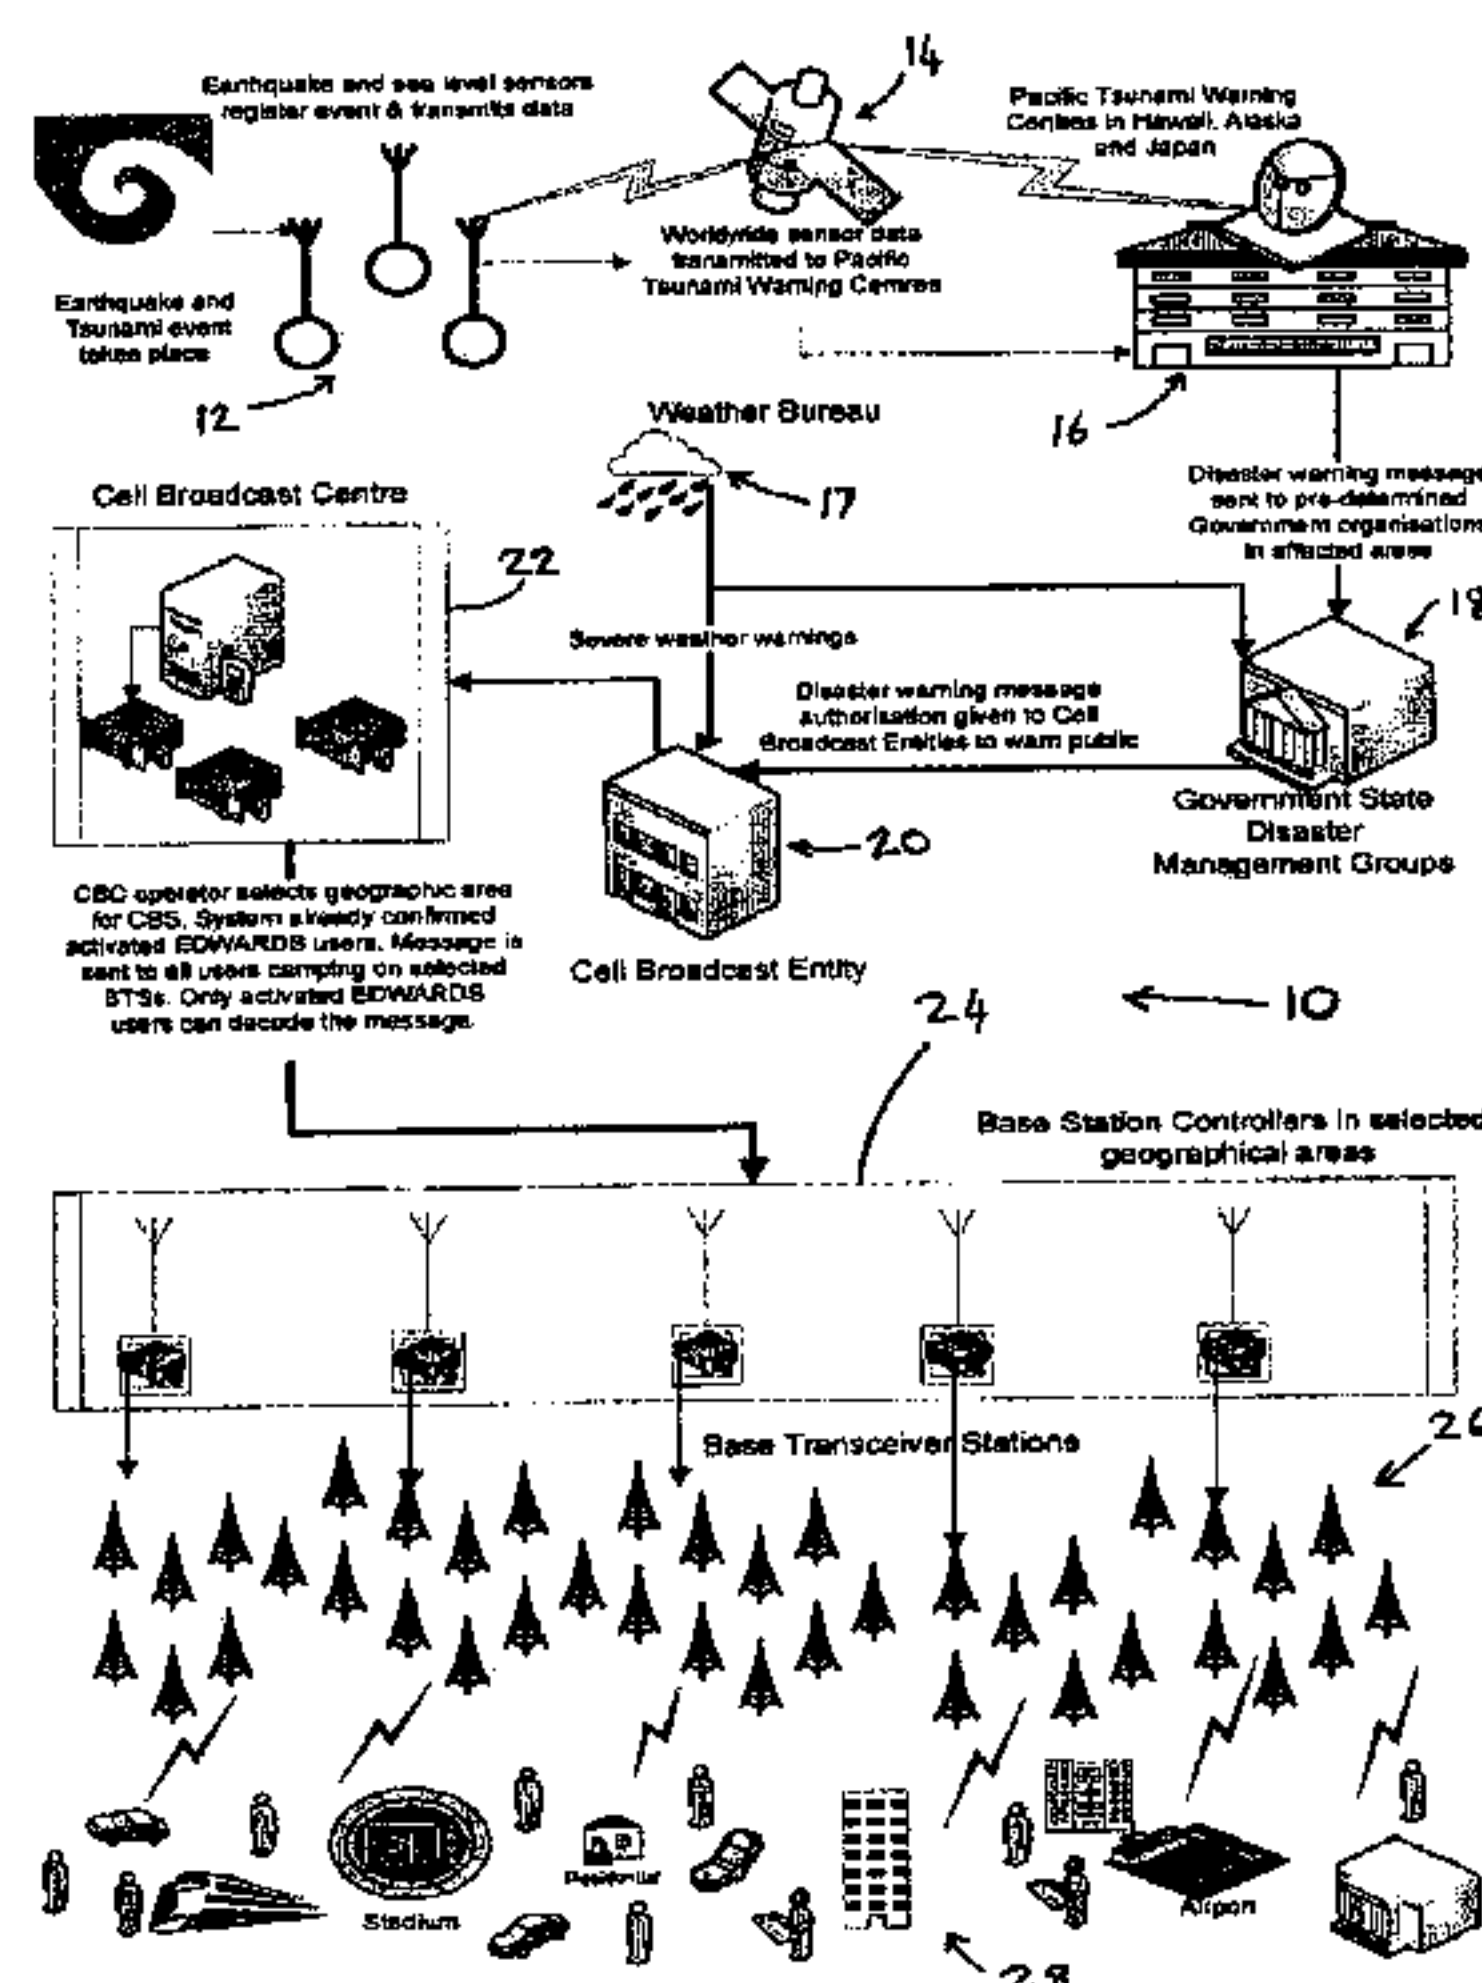 14
Earthquake and sea level sensors
register event & transmits data
Pacific Tsunami Warning
Centres in Hawaii, Alaska
and Japan
Worldwide sensor data
transmitted to Pacific
Tsunami Warning Centres
Earthquake and
Tsunami event
takes place
12
16
Weather Bureau
17
Disaster warning message
sent to pre-determined
Government organisations
in affected areas
Cell Broadcast Centre
22
18
Severe weather warnings
Disaster warning message
authorisation given to Cell
Broadcast Entities to warn public
Government State
Disaster
Management Groups
20
CBC operator selects geographic area
for CBS. System already confirmed
activated EDWARDS users. Message is
sent to all users camping on selected
BTSs. Only activated EDWARDS
users can decode the message.
Cell Broadcast Entity
24
10
Base Station Controllers in selected
geographical areas
Base Transceiver Stations
26
Residential
Stadium
Airport
28